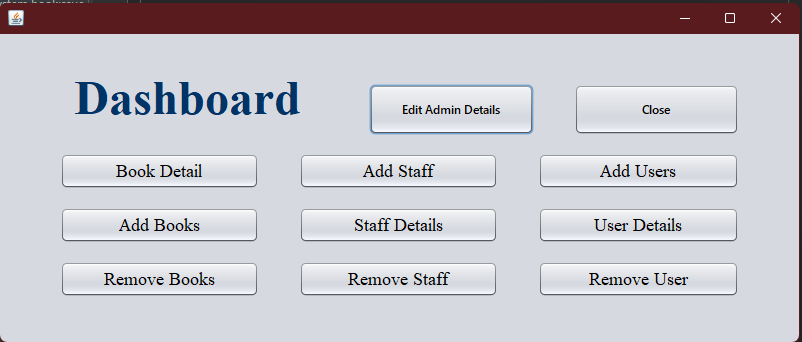 Dashboard
Edit Admin Details
Close
Book Detail
Add Staff
Add Users
Add Books
Staff Details
User Details
Remove Books
Remove Staff
Remove User